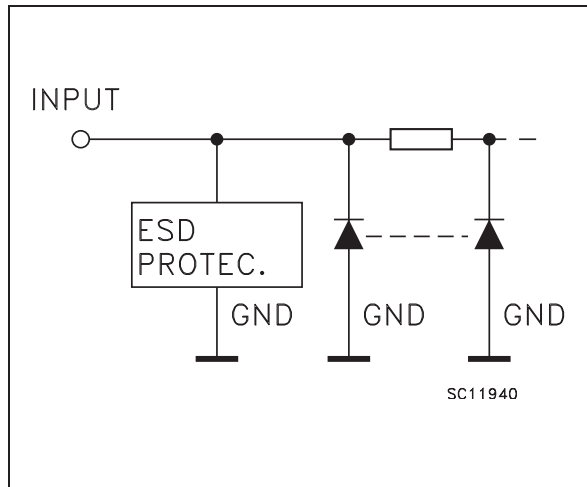 INPUT
ESD
PROTEC.
GND
GND
GND
SC11940